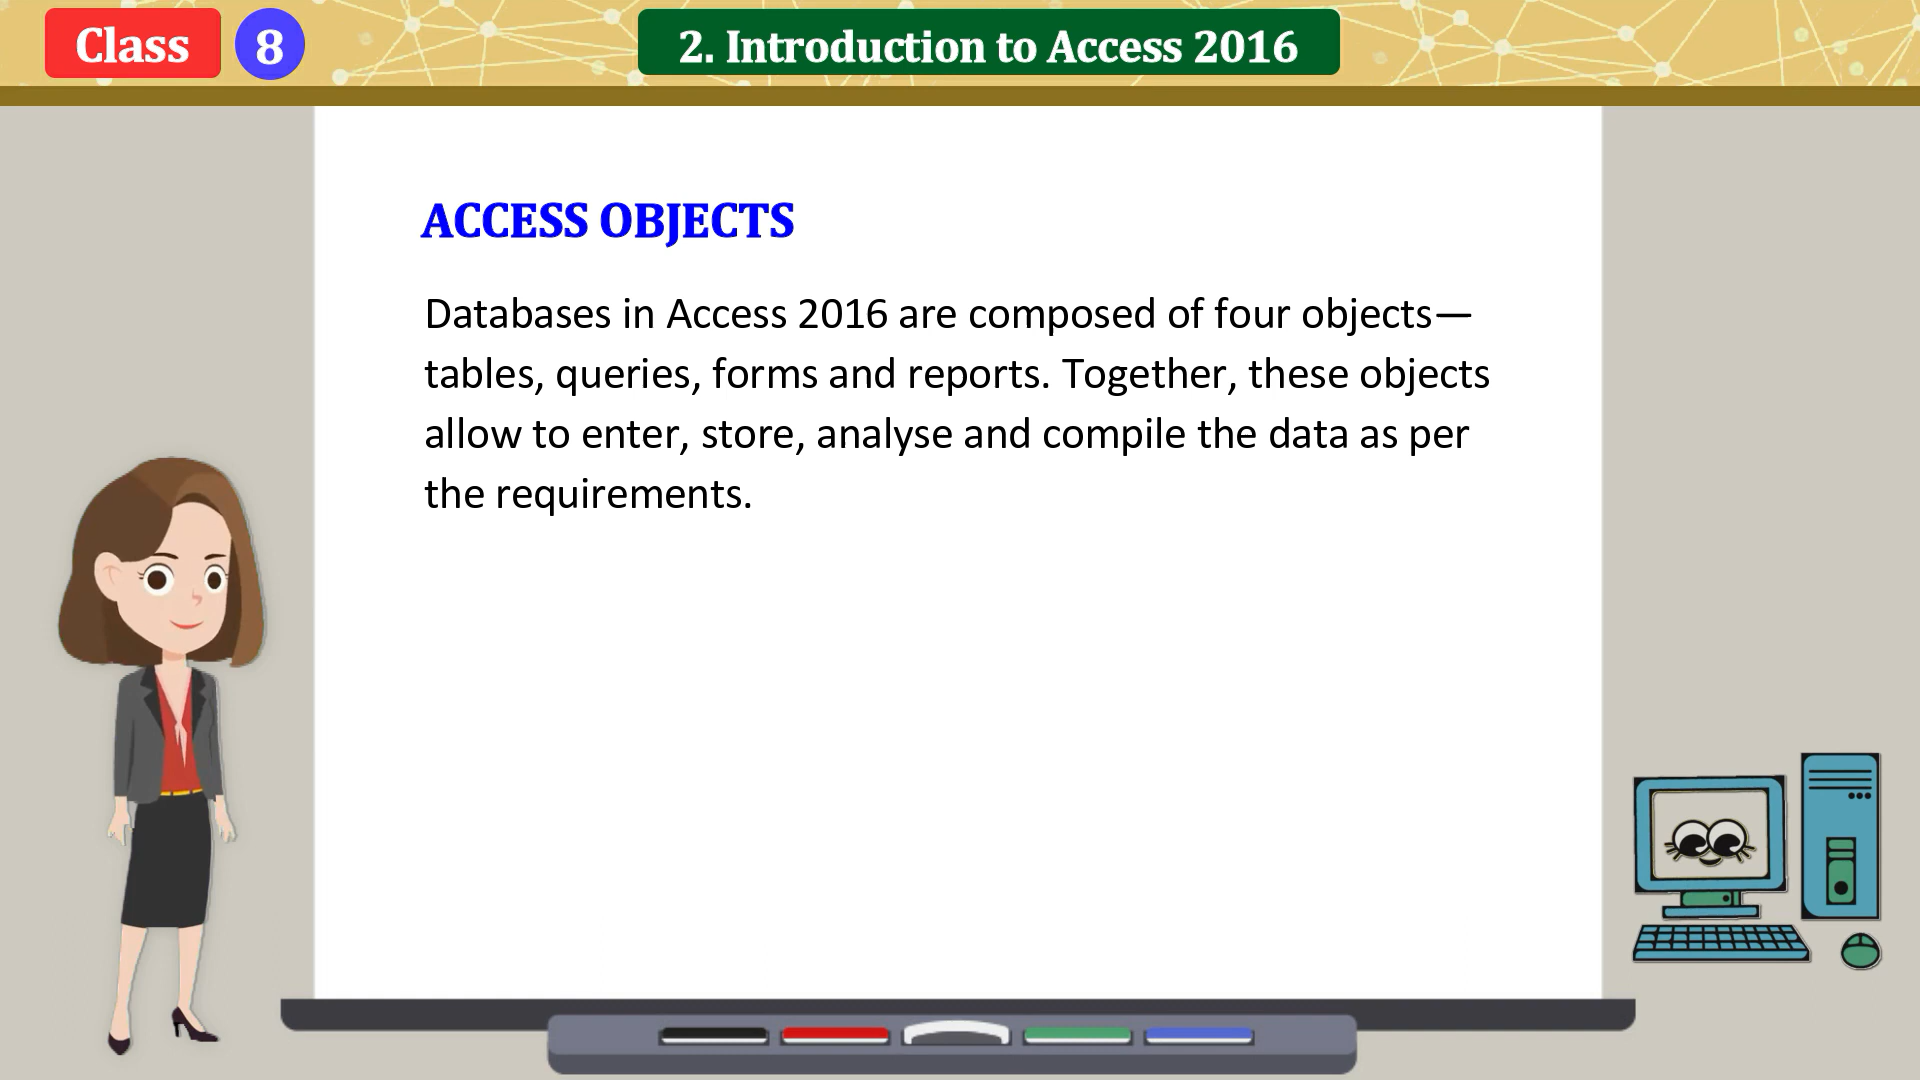 Class 8
2. Introduction to Access 2016
ACCESS OBJECTS
Databases in Access 2016 are composed of four objects—
tables, queries, forms and reports. Together, these objects
allow to enter, store, analyse and compile the data as per
the requirements.